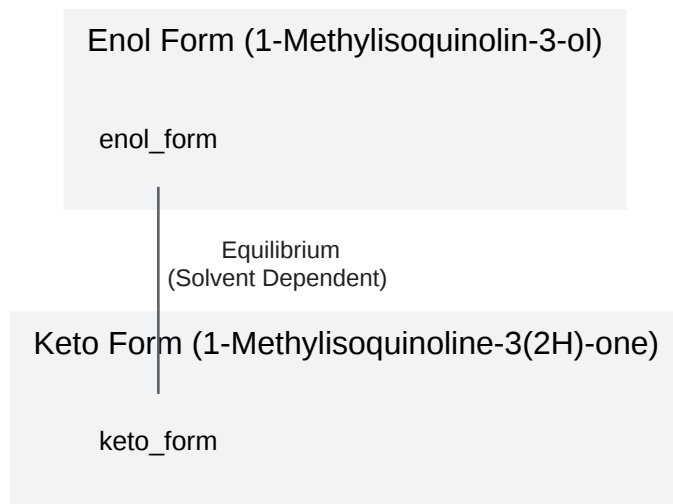 Enol Form (1-Methylisoquinolin-3-ol)
enol_form
Equilibrium
(Solvent Dependent)
Keto Form (1-Methylisoquinoline-3(2H)-one)
keto_form